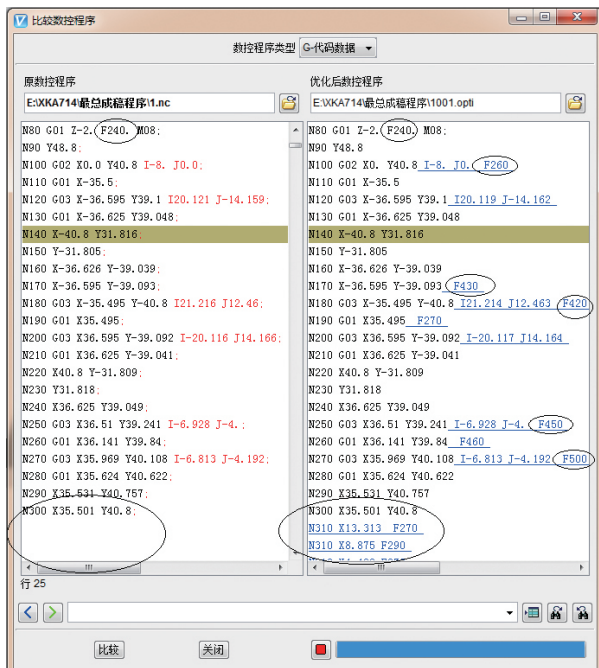 比较数控程序
数控程序类型 G-代码数据
原数控程序
E:\XKA714\最总成稿程序\1.nc
N80 G01 Z-2. F240. M08;
N90 Y48.8;
N100 G02 X0.0 Y40.8 I-8. J0.0;
N110 G01 X-35.5;
N120 G03 X-36.595 Y39.1 I20.121 J-14.159;
N130 G01 X-36.625 Y39.048;
N140 X-40.8 Y31.816;
N150 Y-31.805;
N160 X-36.626 Y-39.039;
N170 X-36.595 Y-39.093;
N180 G03 X-35.495 Y-40.8 I21.216 J12.46;
N190 G01 X35.495;
N200 G03 X36.595 Y-39.092 I-20.116 J14.166;
N210 G01 X36.625 Y-39.041;
N220 X40.8 Y-31.809;
N230 Y31.818;
N240 X36.625 Y39.049;
N250 G03 X36.51 Y39.241 I-6.928 J-4.;
N260 G01 X36.141 Y39.84;
N270 G03 X35.969 Y40.108 I-6.813 J-4.192;
N280 G01 X35.624 Y40.622;
N290 X35.531 Y40.757;
N300 X35.501 Y40.8;
优化后数控程序
E:\XKA714\最总成稿程序\1001.opti
N80 G01 Z-2. F240. M08;
N90 Y48.8
N100 G02 X0. Y40.8 I-8. J0. F260
N110 G01 X-35.5
N120 G03 X-36.595 Y39.1 I20.119 J-14.162
N130 G01 X-36.625 Y39.048
N140 X-40.8 Y31.816
N150 Y-31.805
N160 X-36.626 Y-39.039
N170 X-36.595 Y-39.093 F430
N180 G03 X-35.495 Y-40.8 I21.214 J12.463 F420
N190 G01 X35.495 F270
N200 G03 X36.595 Y-39.092 I-20.117 J14.164
N210 G01 X36.625 Y-39.041
N220 X40.8 Y-31.809
N230 Y31.818
N240 X36.625 Y39.049
N250 G03 X36.51 Y39.241 I-6.928 J-4. F450
N260 G01 X36.141 Y39.84 F460
N270 G03 X35.969 Y40.108 I-6.813 J-4.192 F500
N280 G01 X35.624 Y40.622
N290 X35.531 Y40.757
N300 X35.501 Y40.8
N310 X13.313 F270
N310 X8.875 F290
行 25
比较
关闭